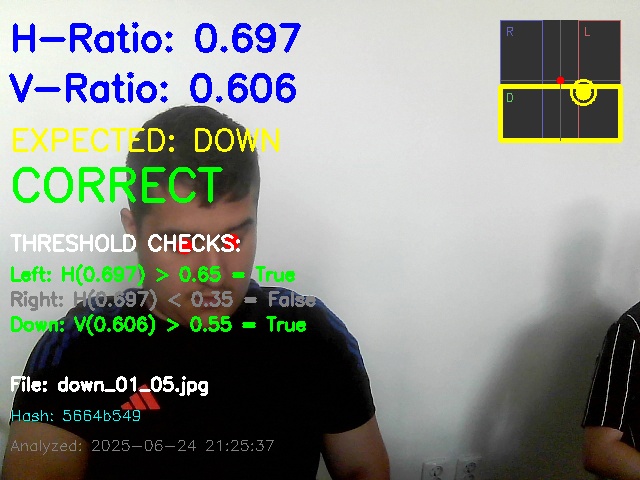 H-Ratio: 0.697
V-Ratio: 0.606
EXPECTED: DOWN
CORRECT
THRESHOLD CHECKS:
Left: H(0.697) > 0.65 = True
Right: H(0.697) < 0.35 = False
Down: V(0.606) > 0.55 = True
File: down_01_05.jpg
Hash: 5664b549
Analyzed: 2025-06-24 21:25:37
R
L
D